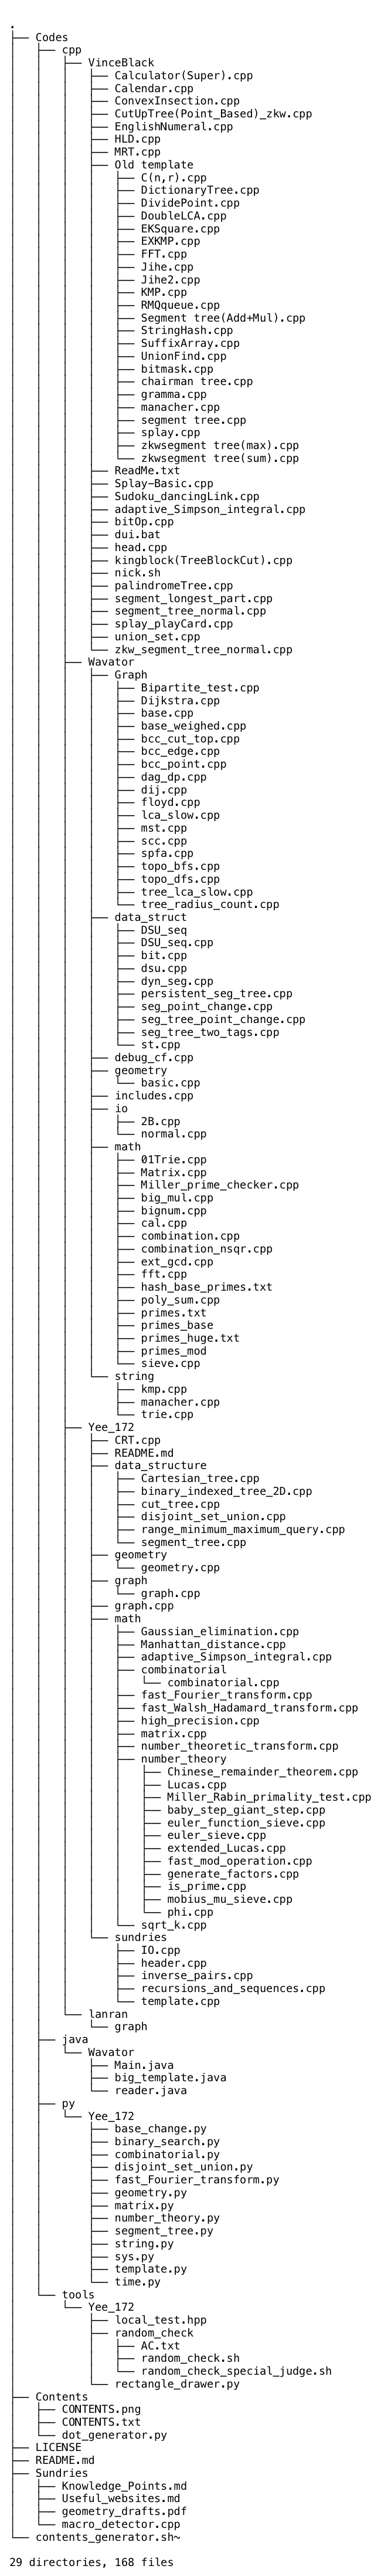 .
├── Codes
│   ├── cpp
│   │   ├── VinceBlack
│   │   │   ├── Calculator(Super).cpp
│   │   │   ├── Calendar.cpp
│   │   │   ├── ConvexInsection.cpp
│   │   │   ├── CutUpTree(Point_Based)_zkw.cpp
│   │   │   ├── EnglishNumeral.cpp
│   │   │   ├── HLD.cpp
│   │   │   ├── MRT.cpp
│   │   │   ├── Old template
│   │   │   │   ├── C(n,r).cpp
│   │   │   │   ├── DictionaryTree.cpp
│   │   │   │   ├── DividePoint.cpp
│   │   │   │   ├── DoubleLCA.cpp
│   │   │   │   ├── EKSquare.cpp
│   │   │   │   ├── EXKMP.cpp
│   │   │   │   ├── FFT.cpp
│   │   │   │   ├── Jihe.cpp
│   │   │   │   ├── Jihe2.cpp
│   │   │   │   ├── KMP.cpp
│   │   │   │   ├── RMQqueue.cpp
│   │   │   │   ├── Segment tree(Add+Mul).cpp
│   │   │   │   ├── StringHash.cpp
│   │   │   │   ├── SuffixArray.cpp
│   │   │   │   ├── UnionFind.cpp
│   │   │   │   ├── bitmask.cpp
│   │   │   │   ├── chairman tree.cpp
│   │   │   │   ├── gramma.cpp
│   │   │   │   ├── manacher.cpp
│   │   │   │   ├── segment tree.cpp
│   │   │   │   ├── splay.cpp
│   │   │   │   ├── zkwsegment tree(max).cpp
│   │   │   │   └── zkwsegment tree(sum).cpp
│   │   │   ├── ReadMe.txt
│   │   │   ├── Splay-Basic.cpp
│   │   │   ├── Sudoku_dancingLink.cpp
│   │   │   ├── adaptive_Simpson_integral.cpp
│   │   │   ├── bitOp.cpp
│   │   │   ├── dui.bat
│   │   │   ├── head.cpp
│   │   │   ├── kingblock(TreeBlockCut).cpp
│   │   │   ├── nick.sh
│   │   │   ├── palindromeTree.cpp
│   │   │   ├── segment_longest_part.cpp
│   │   │   ├── segment_tree_normal.cpp
│   │   │   ├── splay_playCard.cpp
│   │   │   ├── union_set.cpp
│   │   │   └── zkw_segment_tree_normal.cpp
│   │   ├── Wavator
│   │   │   ├── Graph
│   │   │   │   ├── Bipartite_test.cpp
│   │   │   │   ├── Dijkstra.cpp
│   │   │   │   ├── base.cpp
│   │   │   │   ├── base_weighed.cpp
│   │   │   │   ├── bcc_cut_top.cpp
│   │   │   │   ├── bcc_edge.cpp
│   │   │   │   ├── bcc_point.cpp
│   │   │   │   ├── dag_dp.cpp
│   │   │   │   ├── dij.cpp
│   │   │   │   ├── floyd.cpp
│   │   │   │   ├── lca_slow.cpp
│   │   │   │   ├── mst.cpp
│   │   │   │   ├── scc.cpp
│   │   │   │   ├── spfa.cpp
│   │   │   │   ├── topo_bfs.cpp
│   │   │   │   ├── topo_dfs.cpp
│   │   │   │   ├── tree_lca_slow.cpp
│   │   │   │   └── tree_radius_count.cpp
│   │   │   ├── data_struct
│   │   │   │   ├── DSU_seq
│   │   │   │   ├── DSU_seq.cpp
│   │   │   │   ├── bit.cpp
│   │   │   │   ├── dsu.cpp
│   │   │   │   ├── dyn_seg.cpp
│   │   │   │   ├── persistent_seg_tree.cpp
│   │   │   │   ├── seg_point_change.cpp
│   │   │   │   ├── seg_tree_point_change.cpp
│   │   │   │   ├── seg_tree_two_tags.cpp
│   │   │   │   └── st.cpp
│   │   │   ├── debug_cf.cpp
│   │   │   ├── geometry
│   │   │   │   └── basic.cpp
│   │   │   ├── includes.cpp
│   │   │   ├── io
│   │   │   │   ├── 2B.cpp
│   │   │   │   └── normal.cpp
│   │   │   ├── math
│   │   │   │   ├── 01Trie.cpp
│   │   │   │   ├── Matrix.cpp
│   │   │   │   ├── Miller_prime_checker.cpp
│   │   │   │   ├── big_mul.cpp
│   │   │   │   ├── bignum.cpp
│   │   │   │   ├── cal.cpp
│   │   │   │   ├── combination.cpp
│   │   │   │   ├── combination_nsqr.cpp
│   │   │   │   ├── ext_gcd.cpp
│   │   │   │   ├── fft.cpp
│   │   │   │   ├── hash_base_primes.txt
│   │   │   │   ├── poly_sum.cpp
│   │   │   │   ├── primes.txt
│   │   │   │   ├── primes_base
│   │   │   │   ├── primes_huge.txt
│   │   │   │   ├── primes_mod
│   │   │   │   └── sieve.cpp
│   │   │   └── string
│   │   │       ├── kmp.cpp
│   │   │       ├── manacher.cpp
│   │   │       └── trie.cpp
│   │   ├── Yee_172
│   │   │   ├── CRT.cpp
│   │   │   ├── README.md
│   │   │   ├── data_structure
│   │   │   │   ├── Cartesian_tree.cpp
│   │   │   │   ├── binary_indexed_tree_2D.cpp
│   │   │   │   ├── cut_tree.cpp
│   │   │   │   ├── disjoint_set_union.cpp
│   │   │   │   ├── range_minimum_maximum_query.cpp
│   │   │   │   └── segment_tree.cpp
│   │   │   ├── geometry
│   │   │   │   └── geometry.cpp
│   │   │   ├── graph
│   │   │   │   └── graph.cpp
│   │   │   ├── graph.cpp
│   │   │   ├── math
│   │   │   │   ├── Gaussian_elimination.cpp
│   │   │   │   ├── Manhattan_distance.cpp
│   │   │   │   ├── adaptive_Simpson_integral.cpp
│   │   │   │   ├── combinatorial
│   │   │   │   │   └── combinatorial.cpp
│   │   │   │   ├── fast_Fourier_transform.cpp
│   │   │   │   ├── fast_Walsh_Hadamard_transform.cpp
│   │   │   │   ├── high_precision.cpp
│   │   │   │   ├── matrix.cpp
│   │   │   │   ├── number_theoretic_transform.cpp
│   │   │   │   ├── number_theory
│   │   │   │   │   ├── Chinese_remainder_theorem.cpp
│   │   │   │   │   ├── Lucas.cpp
│   │   │   │   │   ├── Miller_Rabin_primality_test.cpp
│   │   │   │   │   ├── baby_step_giant_step.cpp
│   │   │   │   │   ├── euler_function_sieve.cpp
│   │   │   │   │   ├── euler_sieve.cpp
│   │   │   │   │   ├── extended_Lucas.cpp
│   │   │   │   │   ├── fast_mod_operation.cpp
│   │   │   │   │   ├── generate_factors.cpp
│   │   │   │   │   ├── is_prime.cpp
│   │   │   │   │   ├── mobius_mu_sieve.cpp
│   │   │   │   │   └── phi.cpp
│   │   │   │   └── sqrt_k.cpp
│   │   │   └── sundries
│   │   │       ├── IO.cpp
│   │   │       ├── header.cpp
│   │   │       ├── inverse_pairs.cpp
│   │   │       ├── recursions_and_sequences.cpp
│   │   │       └── template.cpp
│   │   └── lanran
│   │       └── graph
│   ├── java
│   │   └── Wavator
│   │       ├── Main.java
│   │       ├── big_template.java
│   │       └── reader.java
│   ├── py
│   │   └── Yee_172
│   │       ├── base_change.py
│   │       ├── binary_search.py
│   │       ├── combinatorial.py
│   │       ├── disjoint_set_union.py
│   │       ├── fast_Fourier_transform.py
│   │       ├── geometry.py
│   │       ├── matrix.py
│   │       ├── number_theory.py
│   │       ├── segment_tree.py
│   │       ├── string.py
│   │       ├── sys.py
│   │       ├── template.py
│   │       └── time.py
│   └── tools
│       └── Yee_172
│           ├── local_test.hpp
│           ├── random_check
│           │   ├── AC.txt
│           │   ├── random_check.sh
│           │   └── random_check_special_judge.sh
│           └── rectangle_drawer.py
├── Contents
│   ├── CONTENTS.png
│   ├── CONTENTS.txt
│   └── dot_generator.py
├── LICENSE
├── README.md
├── Sundries
│   ├── Knowledge_Points.md
│   ├── Useful_websites.md
│   ├── geometry_drafts.pdf
│   └── macro_detector.cpp
└── contents_generator.sh~
29 directories, 168 files